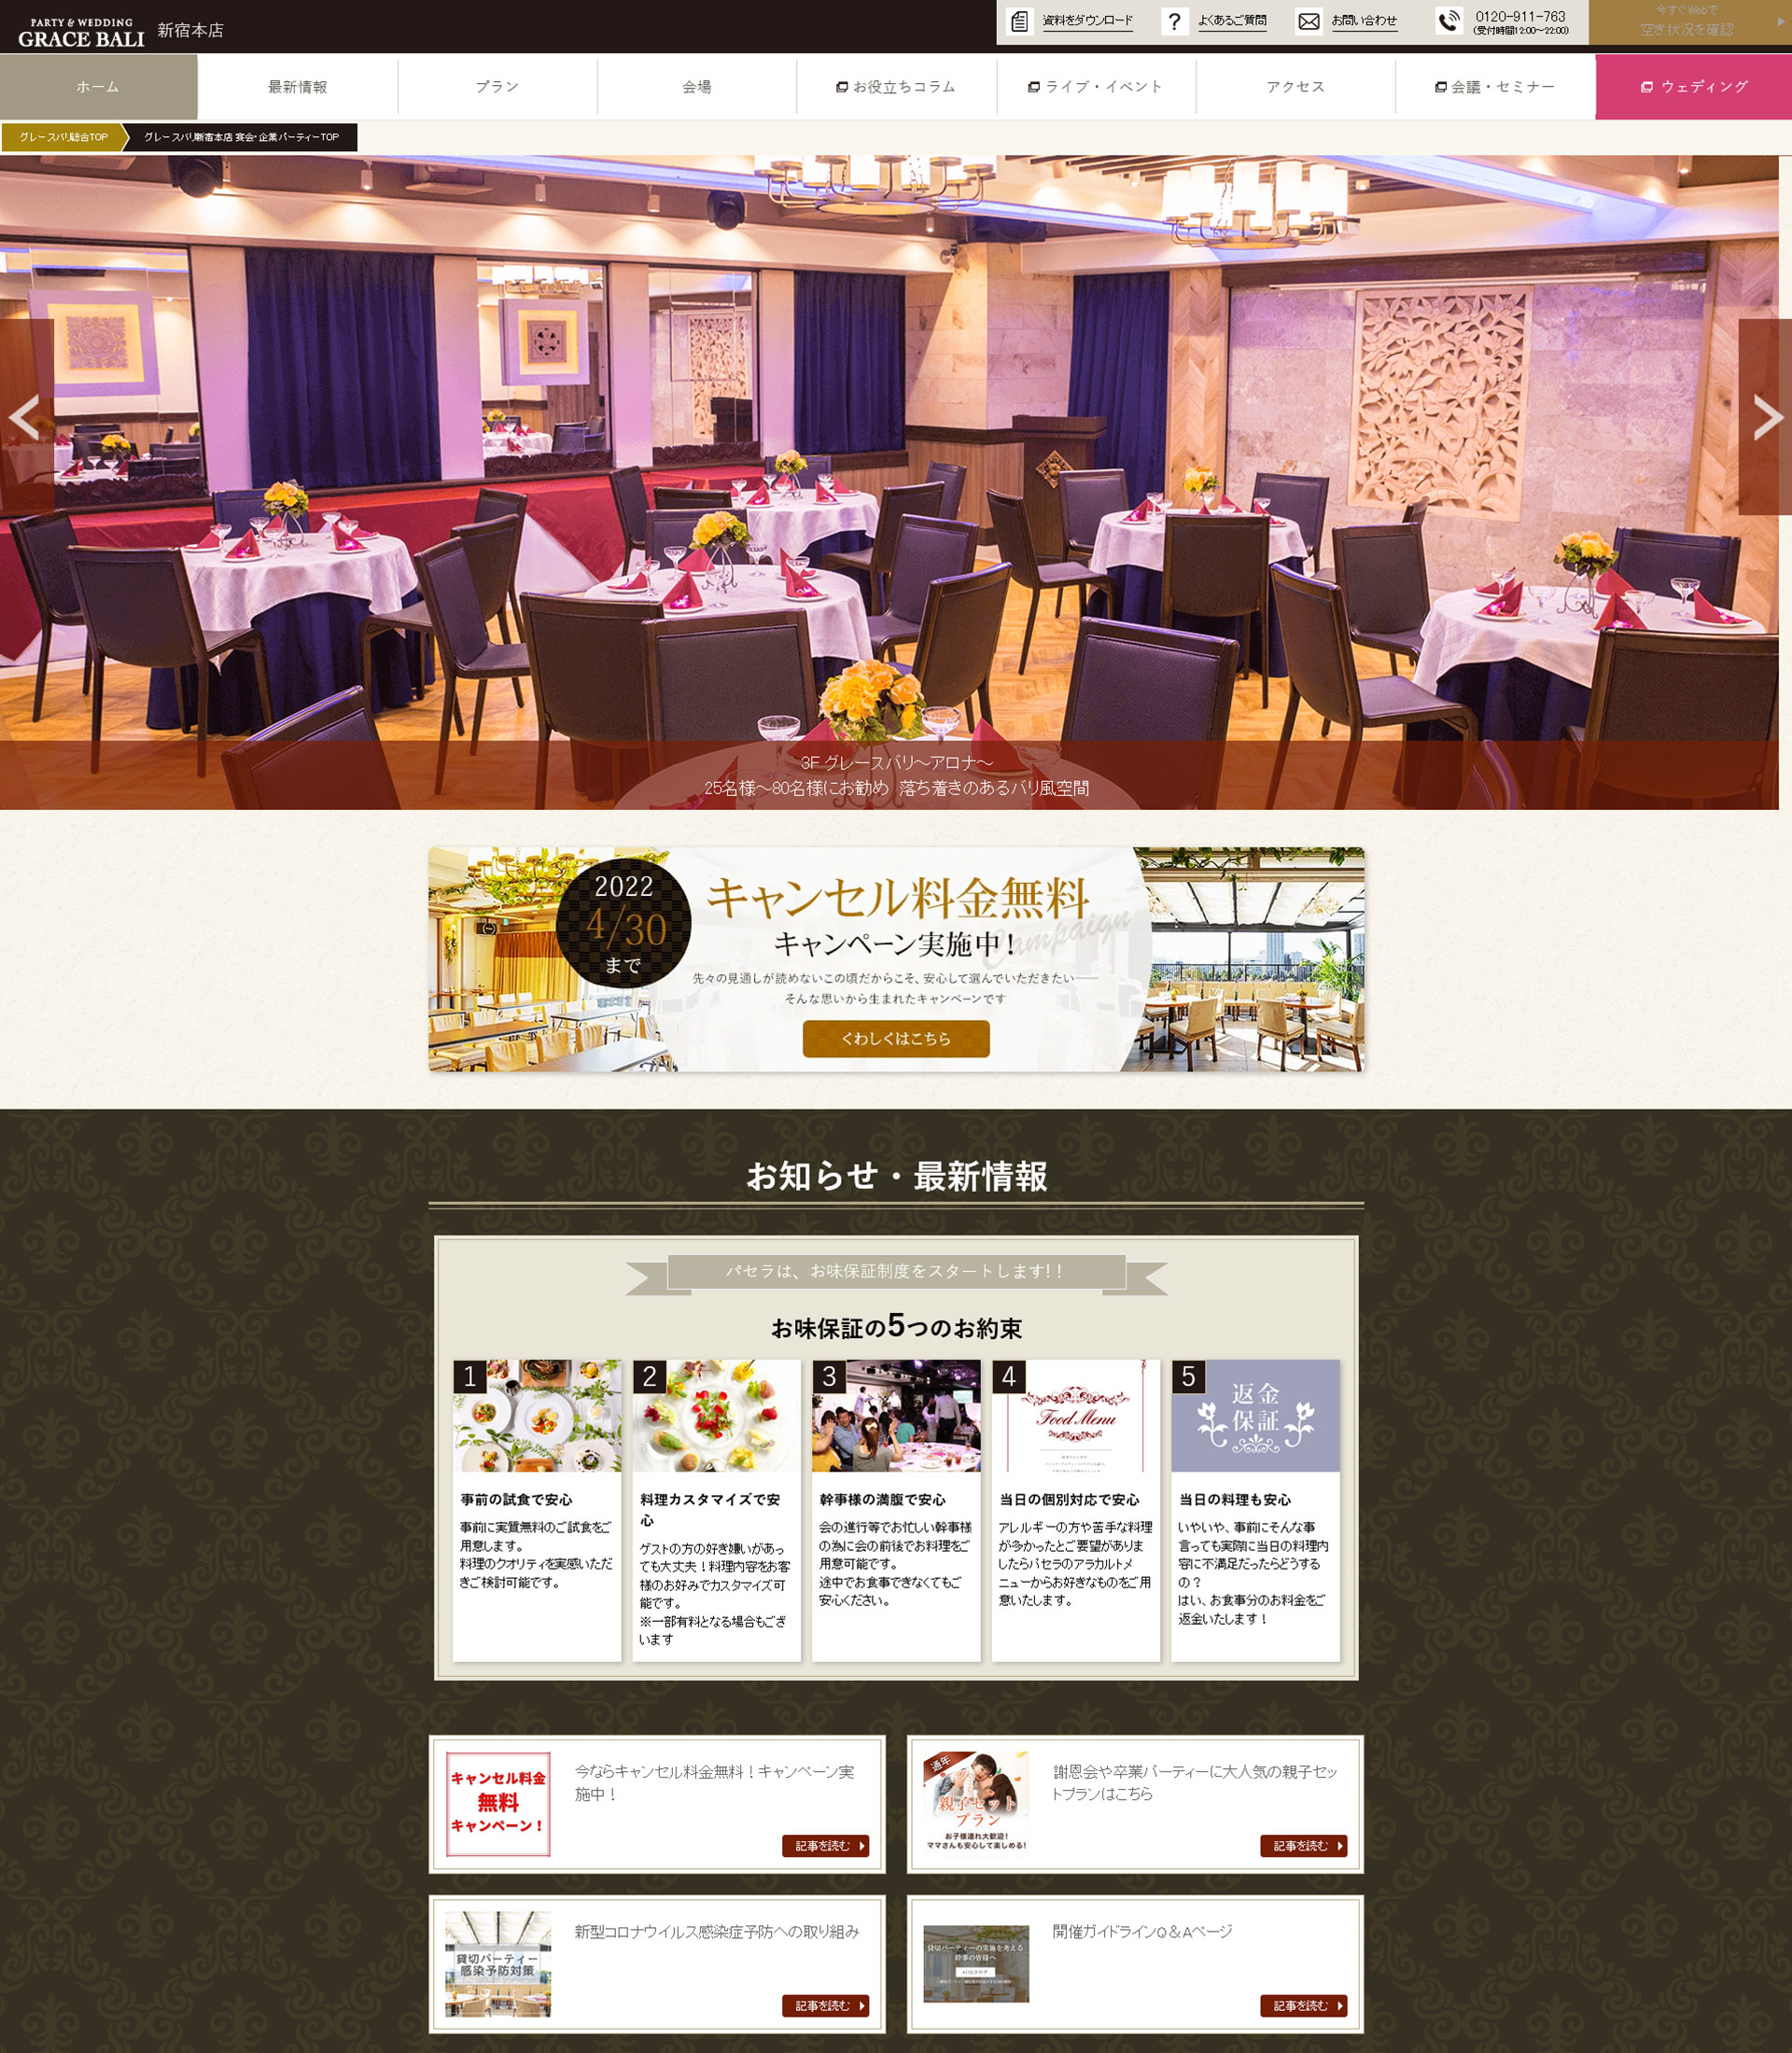 PARTY & WEDDING
GRACE BALI 新宿本店
資料をダウンロード
よくあるご質問
お問い合わせ
0120-911-763
(受付時間12:00～22:00)
今すぐWebで
空き状況を確認
ホーム
最新情報
プラン
会場
お役立ちコラム
ライブ・イベント
アクセス
会議・セミナー
ウェディング
グレースバリ総合TOP
グレースバリ新宿本店 宴会・企業パーティーTOP
3F グレースバリ～アロナ～
25名様～80名様にお勧め 落ち着きのあるバリ風空間
2022
4/30
まで
キャンセル料金無料
Campaign
キャンペーン実施中！
先々の見通しが読めないこの頃だからこそ、安心して選んでいただきたい――
そんな思いから生まれたキャンペーンです
くわしくはこちら
お知らせ・最新情報
パセラは、お味保証制度をスタートします!!
お味保証の5つのお約束
1
事前の試食で安心
事前に実質無料のご試食をご
用意します。
料理のクオリティを実感いただ
きご検討可能です。
2
料理カスタマイズで安
心
ゲストの方の好き嫌いがあっ
ても大丈夫！料理内容をお客
様のお好みでカスタマイズ可
能です。
※一部有料となる場合もござ
います
3
幹事様の満腹で安心
会の進行等でお忙しい幹事様
の為に会の前後でお料理をご
用意可能です。
途中でお食事できなくてもご
安心ください。
4
Food Menu
当日の個別対応で安心
アレルギーの方や苦手な料理
が多かったとご要望がありま
したらパセラのアラカルトメ
ニューからお好きなものをご用
意いたします。
5
返金
保証
当日の料理も安心
いやいや、事前にそんな事
言っても実際に当日の料理内
容に不満足だったらどうする
の？
はい、お食事分のお料金をご
返金いたします！
キャンセル料金
無料
キャンペーン！
今ならキャンセル料金無料！キャンペーン実
施中！
記事を読む
通年
親子セット
プラン
お子様連れ大歓迎！
ママさんも安心して楽しめる！
謝恩会や卒業パーティーに大人気の親子セッ
トプランはこちら
記事を読む
貸切パーティー
感染予防対策
新型コロナウイルス感染症予防への取り組み
記事を読む
貸切パーティーの実施を考える
幹事の皆様へ
開催ガイドラインQ＆Aページ
記事を読む